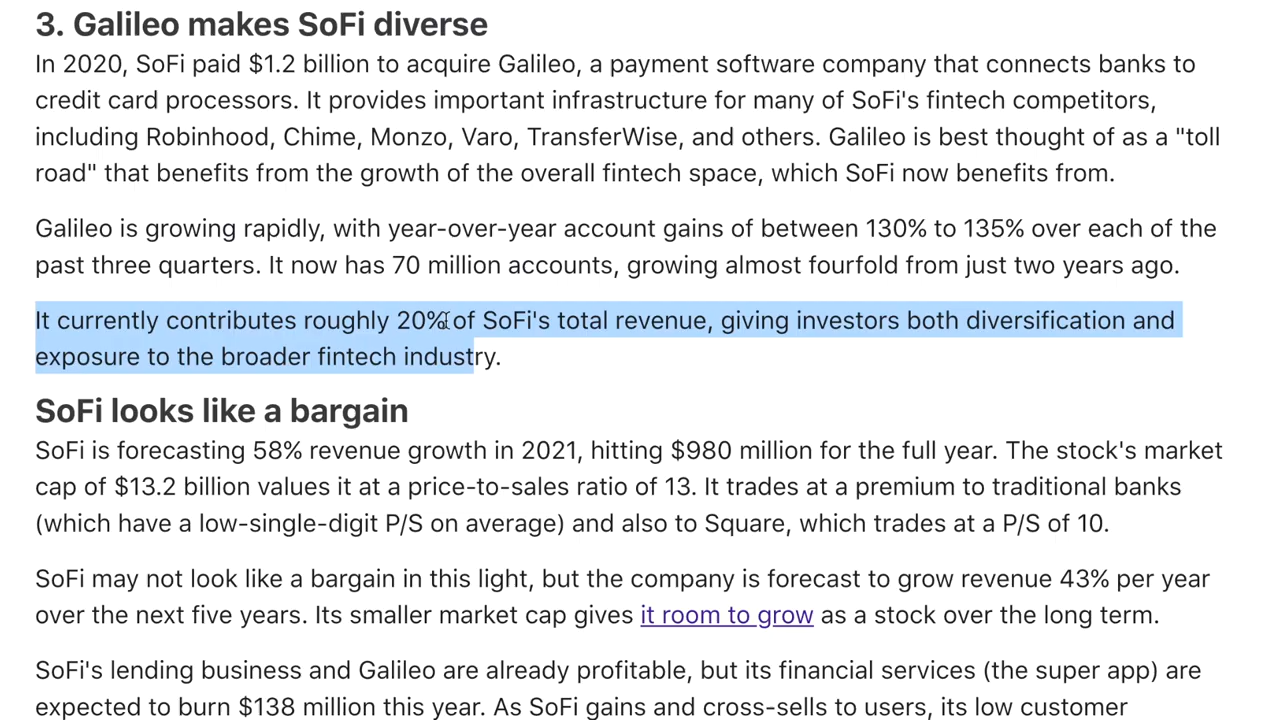 3. Galileo makes SoFi diverse
In 2020, SoFi paid $1.2 billion to acquire Galileo, a payment software company that connects banks to
credit card processors. It provides important infrastructure for many of SoFi's fintech competitors,
including Robinhood, Chime, Monzo, Varo, TransferWise, and others. Galileo is best thought of as a "toll
road" that benefits from the growth of the overall fintech space, which SoFi now benefits from.
Galileo is growing rapidly, with year-over-year account gains of between 130% to 135% over each of the
past three quarters. It now has 70 million accounts, growing almost fourfold from just two years ago.
It currently contributes roughly 20% of SoFi's total revenue, giving investors both diversification and
exposure to the broader fintech industry.
SoFi looks like a bargain
SoFi is forecasting 58% revenue growth in 2021, hitting $980 million for the full year. The stock's market
cap of $13.2 billion values it at a price-to-sales ratio of 13. It trades at a premium to traditional banks
(which have a low-single-digit P/S on average) and also to Square, which trades at a P/S of 10.
SoFi may not look like a bargain in this light, but the company is forecast to grow revenue 43% per year
over the next five years. Its smaller market cap gives it room to grow as a stock over the long term.
SoFi's lending business and Galileo are already profitable, but its financial services (the super app) are
expected to burn $138 million this year. As SoFi gains and cross-sells to users, its low customer